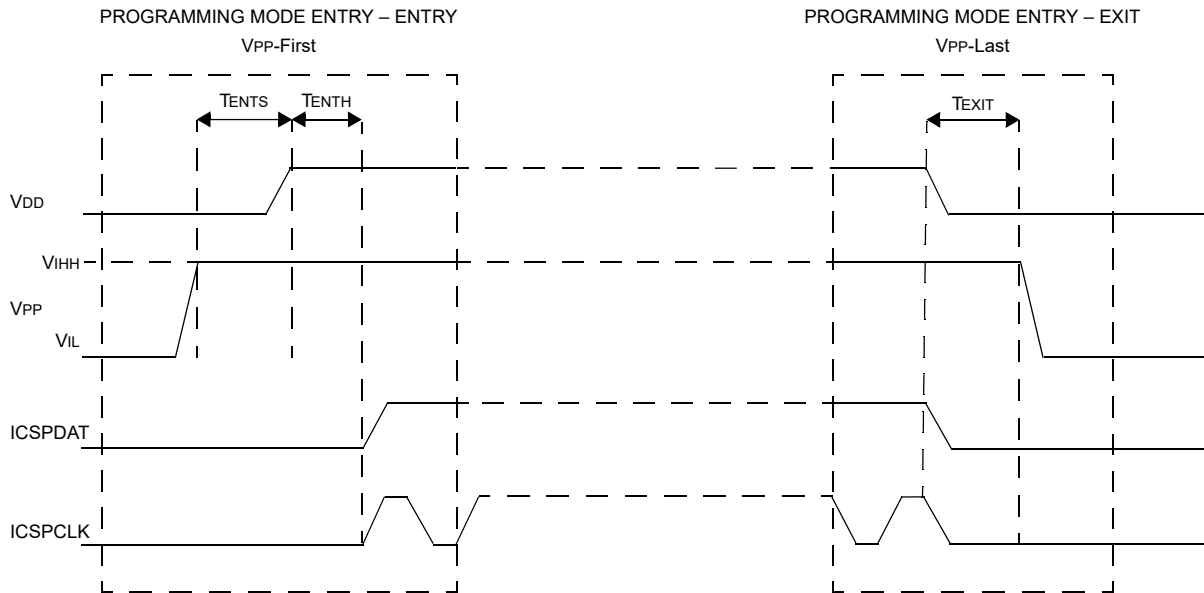 PROGRAMMING MODE ENTRY – ENTRY
VPP-First
PROGRAMMING MODE ENTRY – EXIT
VPP-Last
TENTS
TENTH
TEXIT
VDD
VIHH
VPP
VIL
ICSPDAT
ICSPCLK